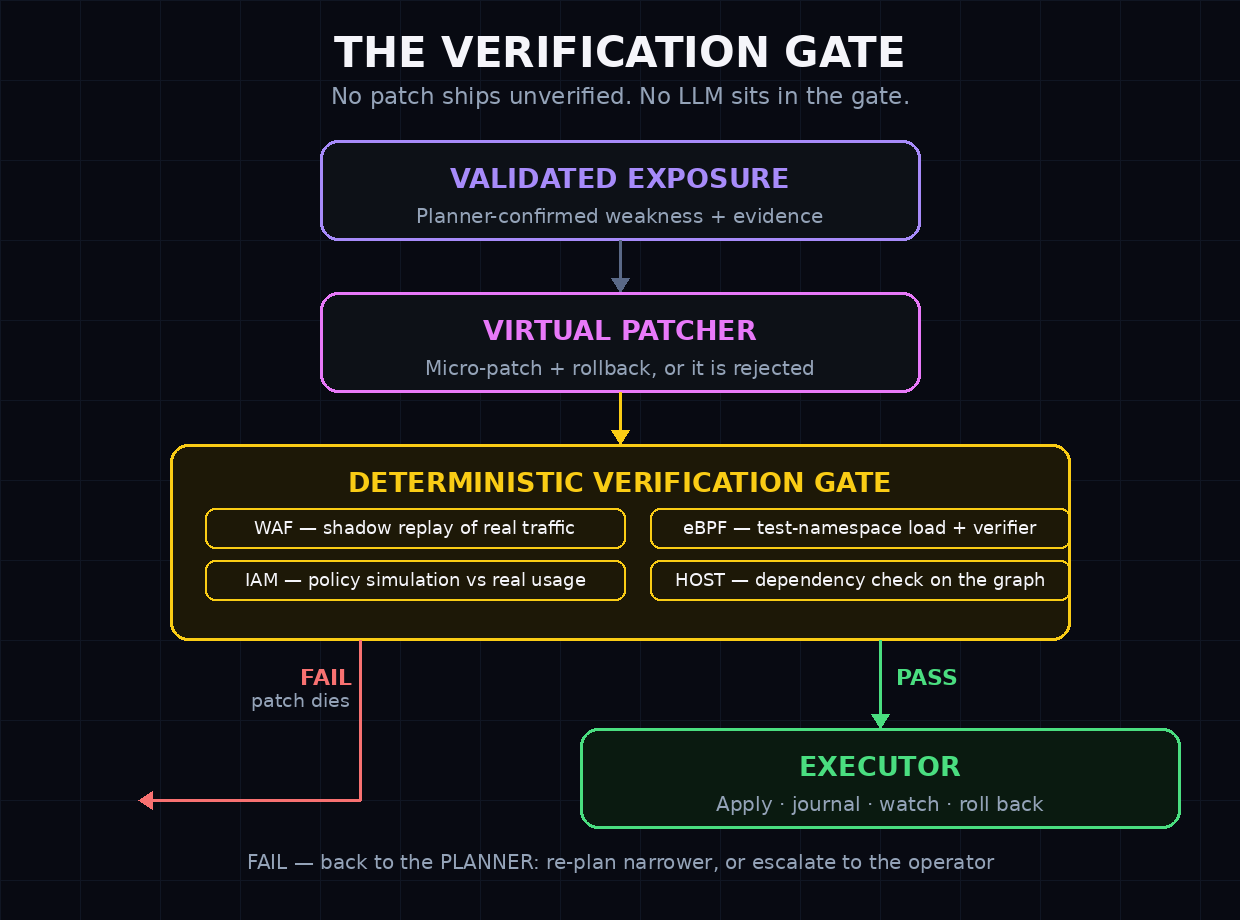 THE VERIFICATION GATE
No patch ships unverified. No LLM sits in the gate.
VALIDATED EXPOSURE
Planner-confirmed weakness + evidence
VIRTUAL PATCHER
Micro-patch + rollback, or it is rejected
DETERMINISTIC VERIFICATION GATE
WAF — shadow replay of real traffic
eBPF — test-namespace load + verifier
IAM — policy simulation vs real usage
HOST — dependency check on the graph
FAIL
patch dies
PASS
EXECUTOR
Apply · journal · watch · roll back
FAIL — back to the PLANNER: re-plan narrower, or escalate to the operator